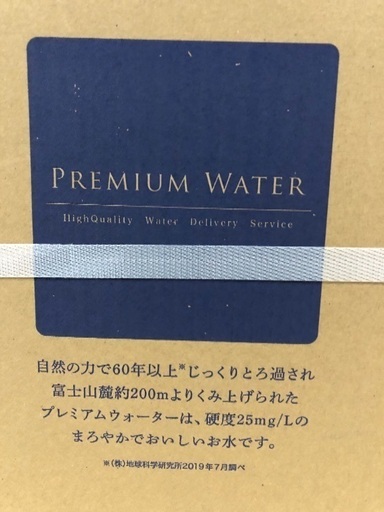 PREMIUM WATER
HighQuality Water Delivery Service
自然の力で60年以上※じっくりとろ過され
富士山麓約200mよりくみ上げられた
プレミアムウォーターは、硬度25mg/Lの
まろやかでおいしいお水です。
※(株)地球科学研究所2019年7月調べ